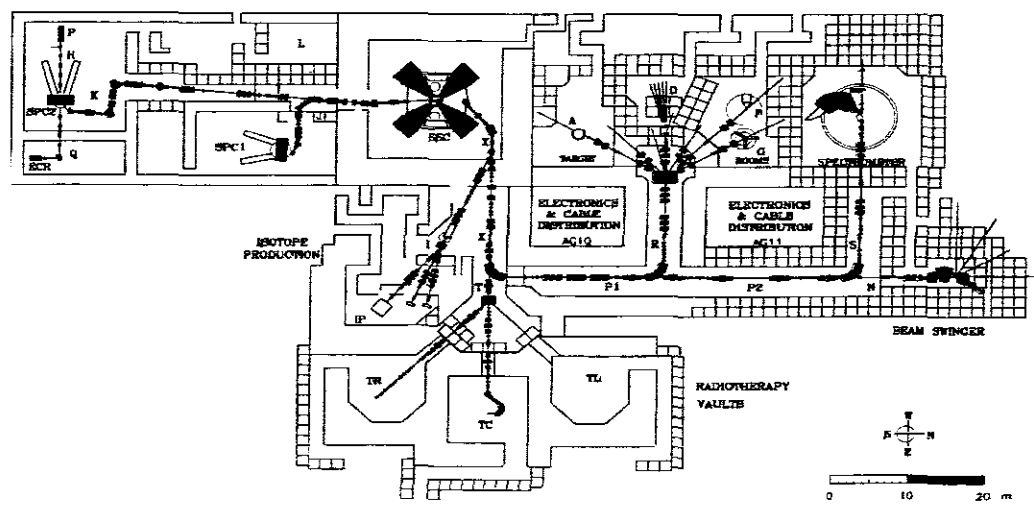 P
H
L
K
SPC2
SPC1
SSC
ECR
Q
X
A
D
F
G
TARGET
ROOMS
SPECTROMETER
ELECTRONICS
& CABLE
DISTRIBUTION
AG10
ELECTRONICS
& CABLE
DISTRIBUTION
AG11
ISOTOPE
PRODUCTION
I
X
R
S
IP
T
P1
P2
N
BEAM SWINGER
TR
TL
TC
RADIOTHERAPY
VAULTS
W
S
N
E
0
10
20 m